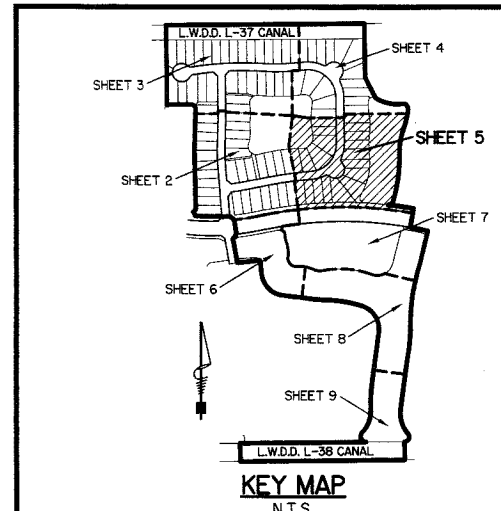 L.W.D.D. L-37 CANAL
SHEET 4
SHEET 3
SHEET 5
SHEET 2
SHEET 7
SHEET 6
SHEET 8
SHEET 9
L.W.D.D. L-38 CANAL
KEY MAP
N.T.S.